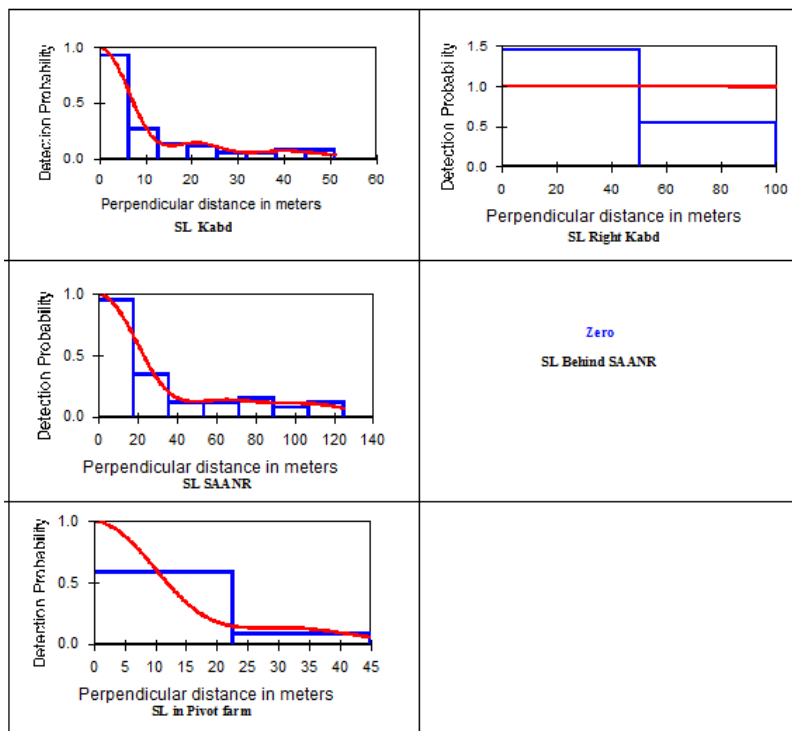 Detection Probability
1.0
0.5
0.0
0 10 20 30 40 50 60
Perpendicular distance in meters
SL Kabd
Detection Probability
1.5
1.0
0.5
0.0
0 20 40 60 80 100
Perpendicular distance in meters
SL Right Kabd
Detection Probability
1.0
0.5
0.0
0 20 40 60 80 100 120 140
Perpendicular distance in meters
SL SAANR
Zero
SL Behind SAANR
Detection Probability
1.0
0.5
0.0
0 5 10 15 20 25 30 35 40 45
Perpendicular distance in meters
SL in Pivot farm